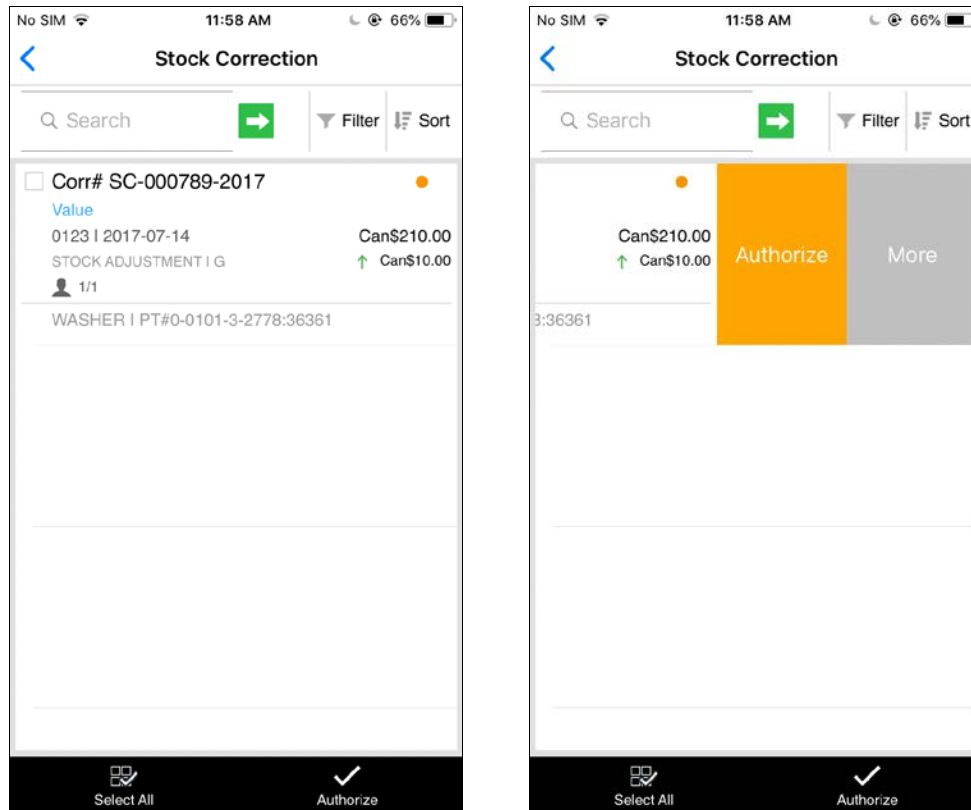 No SIM 11:58 AM 66%
Stock Correction
Search Filter Sort
Corr# SC-000789-2017
Value
0123 I 2017-07-14 Can$210.00
STOCK ADJUSTMENT I G ↑ Can$10.00
1/1
WASHER I PT#0-0101-3-2778:36361
Select All Authorize
No SIM 11:58 AM 66%
Stock Correction
Search Filter Sort
Can$210.00
↑ Can$10.00
:36361
Authorize More
Select All Authorize